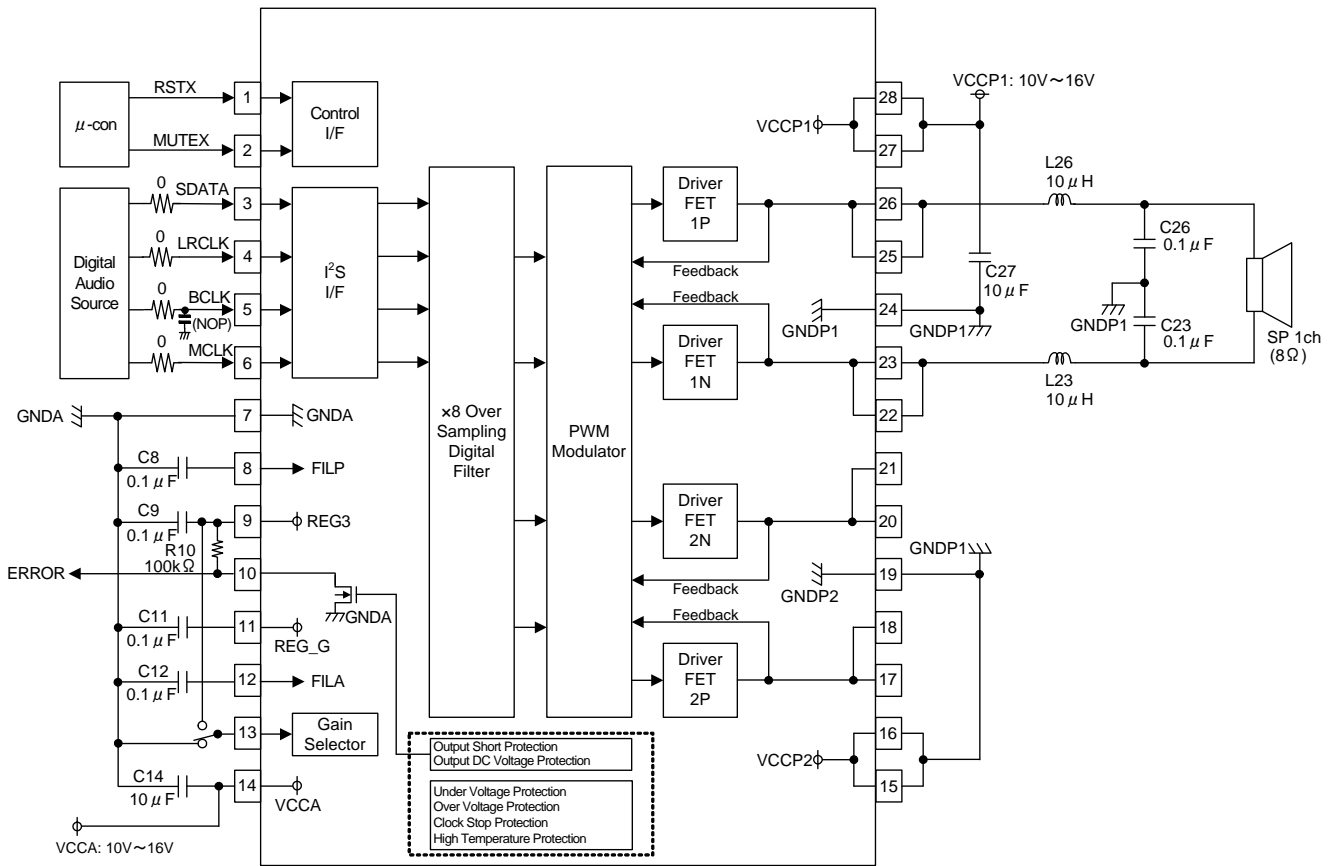 μ-con
RSTX
1
MUTEX
2
Control
I/F
Digital
Audio
Source
0
SDATA
3
0
LRCLK
4
0
BCLK
5
(NOP)
0
MCLK
6
I²S
I/F
GNDA
7
GNDA
C8
0.1μF
8
FILP
C9
0.1μF
9
REG3
R10
100kΩ
ERROR
10
GNDA
C11
0.1μF
11
REG_G
C12
0.1μF
12
FILA
13
Gain
Selector
C14
10μF
14
VCCA
VCCA: 10V～16V
×8 Over
Sampling
Digital
Filter
PWM
Modulator
Driver
FET
1P
Feedback
Feedback
Driver
FET
1N
Driver
FET
2N
Feedback
Feedback
Driver
FET
2P
Output Short Protection
Output DC Voltage Protection
Under Voltage Protection
Over Voltage Protection
Clock Stop Protection
High Temperature Protection
VCCP1
28
27
VCCP1: 10V～16V
26
25
L26
10μH
C26
0.1μF
C27
10μF
GNDP1
24
GNDP1
GNDP1
C23
0.1μF
SP 1ch
(8Ω)
23
22
L23
10μH
21
20
GNDP2
19
GNDP1
18
17
VCCP2
16
15